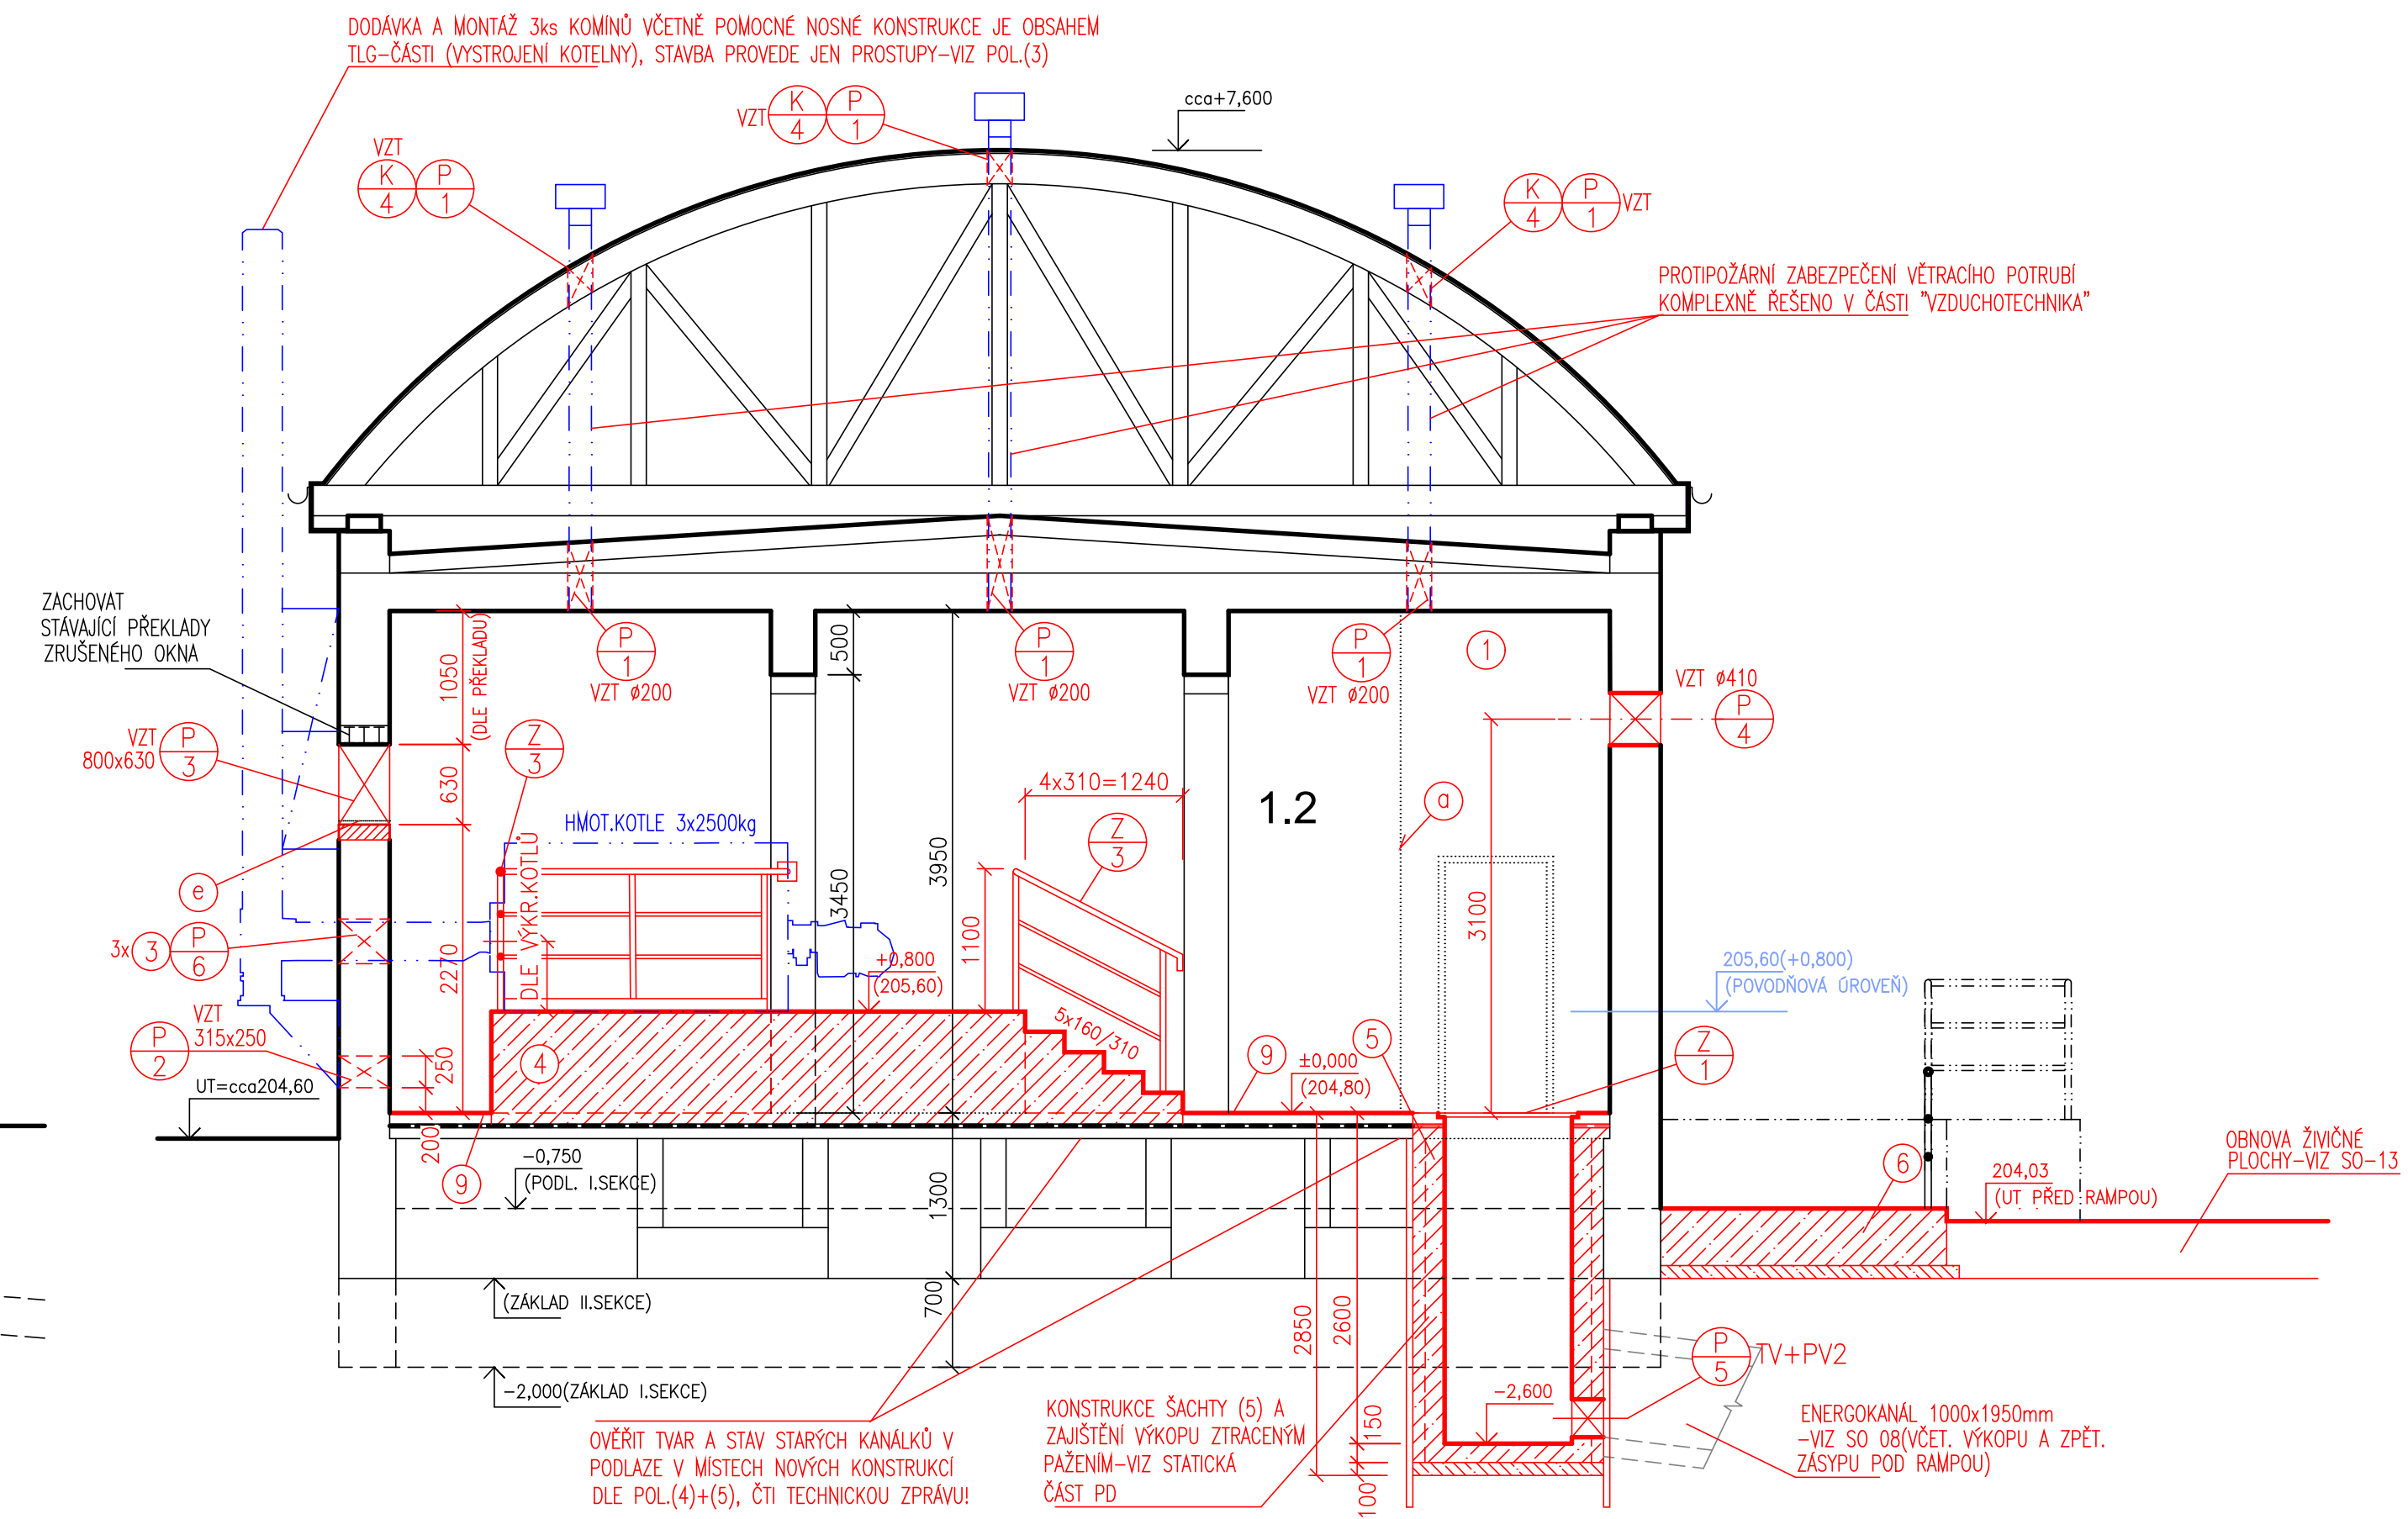 DODÁVKA A MONTÁŽ 3ks KOMÍNŮ VČETNĚ POMOCNÉ NOSNÉ KONSTRUKCE JE OBSAHEM
TLG-ČÁSTI (VYSTROJENÍ KOTELNY), STAVBA PROVEDE JEN PROSTUPY-VIZ POL.(3)
VZT
K
4
P
1
cca+7,600
VZT
K
4
P
1
K
4
P
1
VZT
PROTIPOŽÁRNÍ ZABEZPEČENÍ VĚTRACÍHO POTRUBÍ
KOMPLEXNĚ ŘEŠENO V ČÁSTI "VZDUCHOTECHNIKA"
ZACHOVAT
STÁVAJÍCÍ PŘEKLADY
ZRUŠENÉHO OKNA
1050
(DLE PŘEKLADU)
P
1
VZT ø200
500
P
1
VZT ø200
P
1
VZT ø200
1
VZT ø410
P
4
VZT
800x630
P
3
630
Z
3
HMOT.KOTLE 3x2500kg
4x310=1240
Z
3
1.2
a
e
3x
3
P
6
2270
DLE VÝKR.KOTLŮ
3450
3950
+0,800
(205,60)
1100
3100
205,60(+0,800)
(POVODŇOVÁ ÚROVEŇ)
VZT
315x250
P
2
250
UT=cca204,60
4
5x160/310
9
±0,000
(204,80)
5
Z
1
200
9
-0,750
(PODL. I.SEKCE)
1300
6
204,03
(UT PŘED RAMPOU)
OBNOVA ŽIVIČNÉ
PLOCHY-VIZ SO-13
(ZÁKLAD II.SEKCE)
700
2850
2600
P
5
TV+PV2
-2,000(ZÁKLAD I.SEKCE)
-2,600
150
100
OVĚŘIT TVAR A STAV STARÝCH KANÁLKŮ V
PODLAZE V MÍSTECH NOVÝCH KONSTRUKCÍ
DLE POL.(4)+(5), ČTI TECHNICKOU ZPRÁVU!
KONSTRUKCE ŠACHTY (5) A
ZAJIŠTĚNÍ VÝKOPU ZTRACENÝM
PAŽENÍM-VIZ STATICKÁ
ČÁST PD
ENERGOKANÁL 1000x1950mm
-VIZ SO 08(VČET. VÝKOPU A ZPĚT.
ZÁSYPU POD RAMPOU)